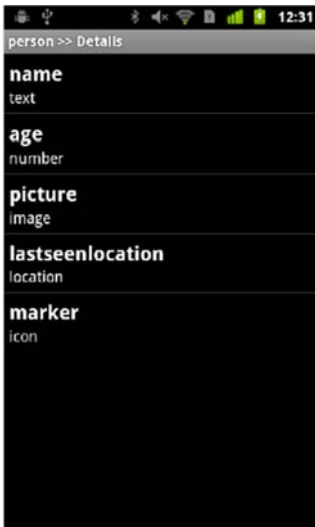 12:31
person >> Details
name
text
age
number
picture
image
lastseenlocation
location
marker
icon